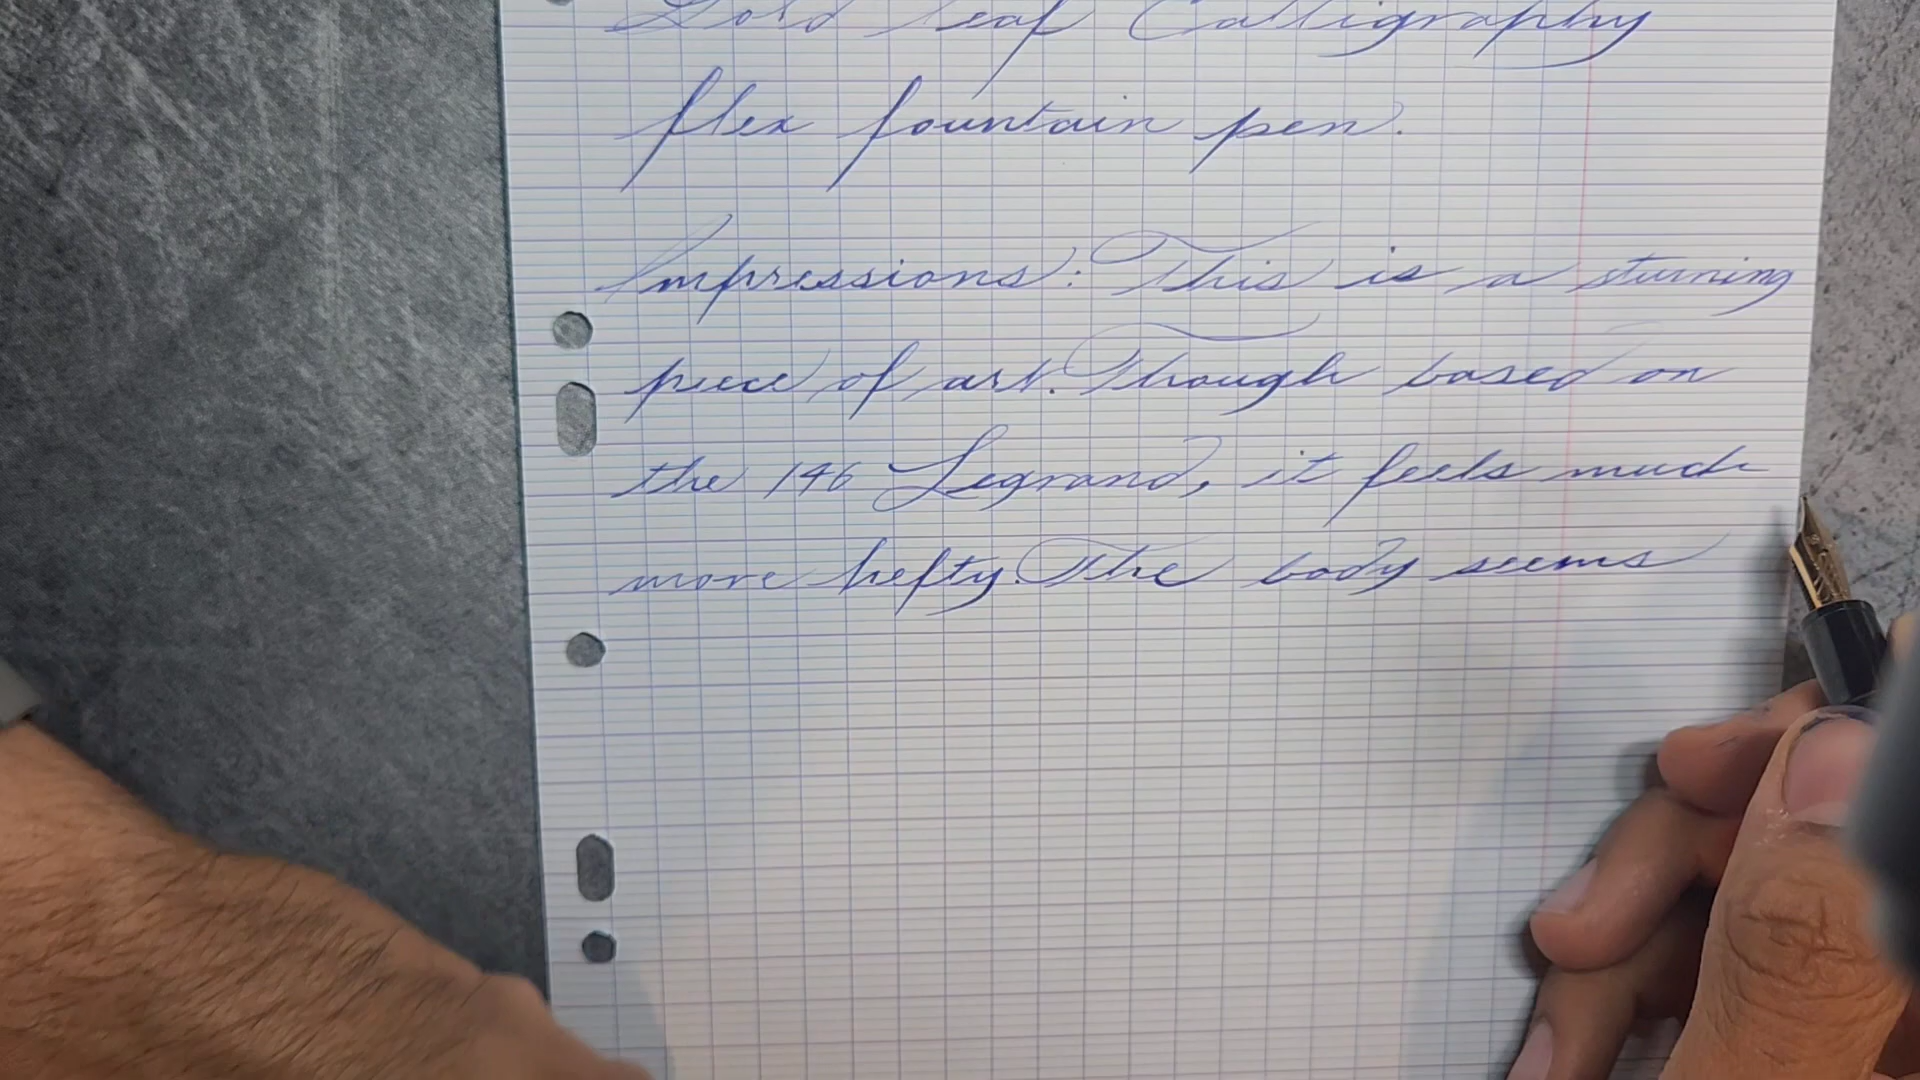 Gold Leaf Calligraphy
flex fountain pen.
Impressions: This is a stunning
piece of art. Though based on
the 146 Legrand, it feels much
more hefty. The body seems